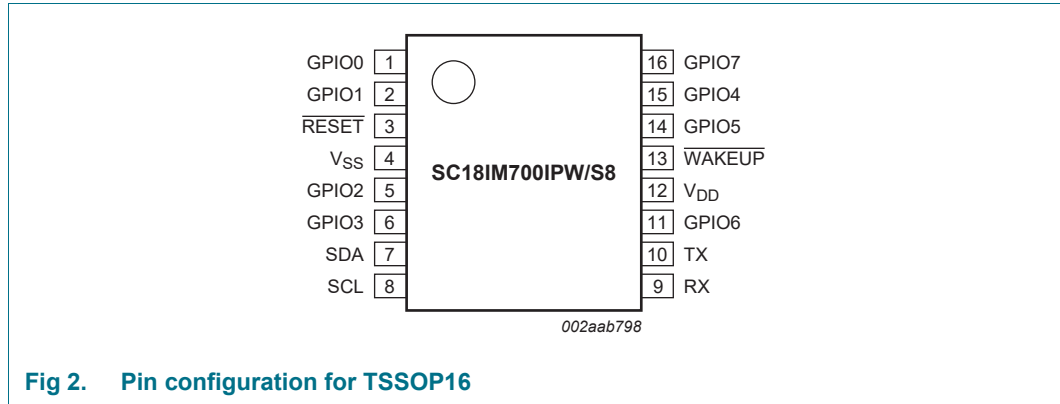 GPIO0 1 16 GPIO7
GPIO1 2 15 GPIO4
RESET 3 14 GPIO5
VSS 4 13 WAKEUP
SC18IM700IPW/S8
GPIO2 5 12 VDD
GPIO3 6 11 GPIO6
SDA 7 10 TX
SCL 8 9 RX
002aab798
Fig 2. Pin configuration for TSSOP16